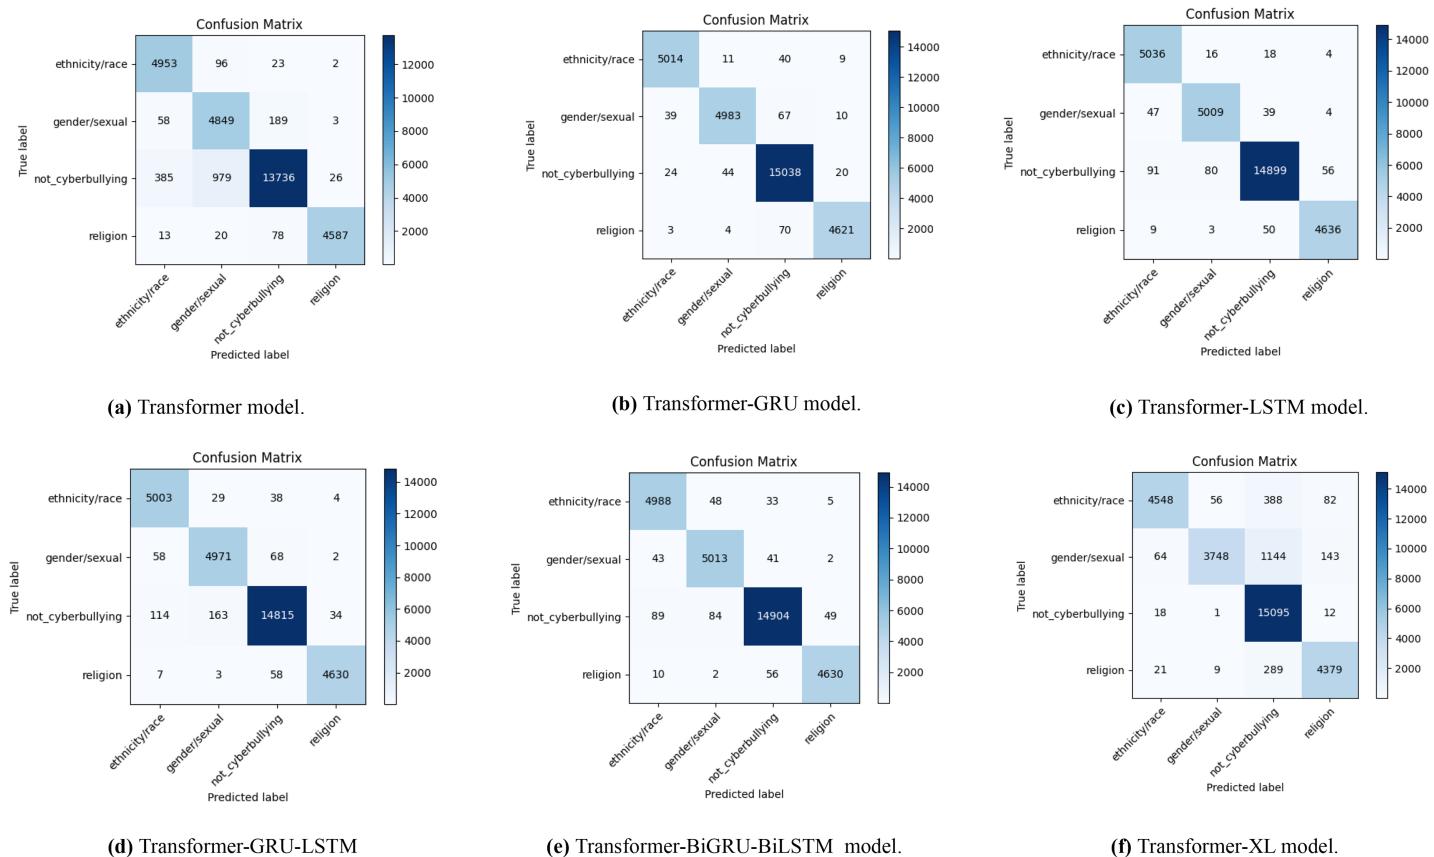 Confusion Matrix
ethnicity/race 4953 96 23 2
gender/sexual 58 4849 189 3
not_cyberbullying 385 979 13736 26
religion 13 20 78 4587
ethnicity/race gender/sexual not_cyberbullying religion
Predicted label
True label
12000
10000
8000
6000
4000
2000
(a) Transformer model.
Confusion Matrix
ethnicity/race 5014 11 40 9
gender/sexual 39 4983 67 10
not_cyberbullying 24 44 15038 20
religion 3 4 70 4621
ethnicity/race gender/sexual not_cyberbullying religion
Predicted label
True label
14000
12000
10000
8000
6000
4000
2000
(b) Transformer-GRU model.
Confusion Matrix
ethnicity/race 5036 16 18 4
gender/sexual 47 5009 39 4
not_cyberbullying 91 80 14899 56
religion 9 3 50 4636
ethnicity/race gender/sexual not_cyberbullying religion
Predicted label
True label
14000
12000
10000
8000
6000
4000
2000
(c) Transformer-LSTM model.
Confusion Matrix
ethnicity/race 5003 29 38 4
gender/sexual 58 4971 68 2
not_cyberbullying 114 163 14815 34
religion 7 3 58 4630
ethnicity/race gender/sexual not_cyberbullying religion
Predicted label
True label
14000
12000
10000
8000
6000
4000
2000
(d) Transformer-GRU-LSTM
Confusion Matrix
ethnicity/race 4988 48 33 5
gender/sexual 43 5013 41 2
not_cyberbullying 89 84 14904 49
religion 10 2 56 4630
ethnicity/race gender/sexual not_cyberbullying religion
Predicted label
True label
14000
12000
10000
8000
6000
4000
2000
(e) Transformer-BiGRU-BiLSTM model.
Confusion Matrix
ethnicity/race 4548 56 388 82
gender/sexual 64 3748 1144 143
not_cyberbullying 18 1 15095 12
religion 21 9 289 4379
ethnicity/race gender/sexual not_cyberbullying religion
Predicted label
True label
14000
12000
10000
8000
6000
4000
2000
(f) Transformer-XL model.